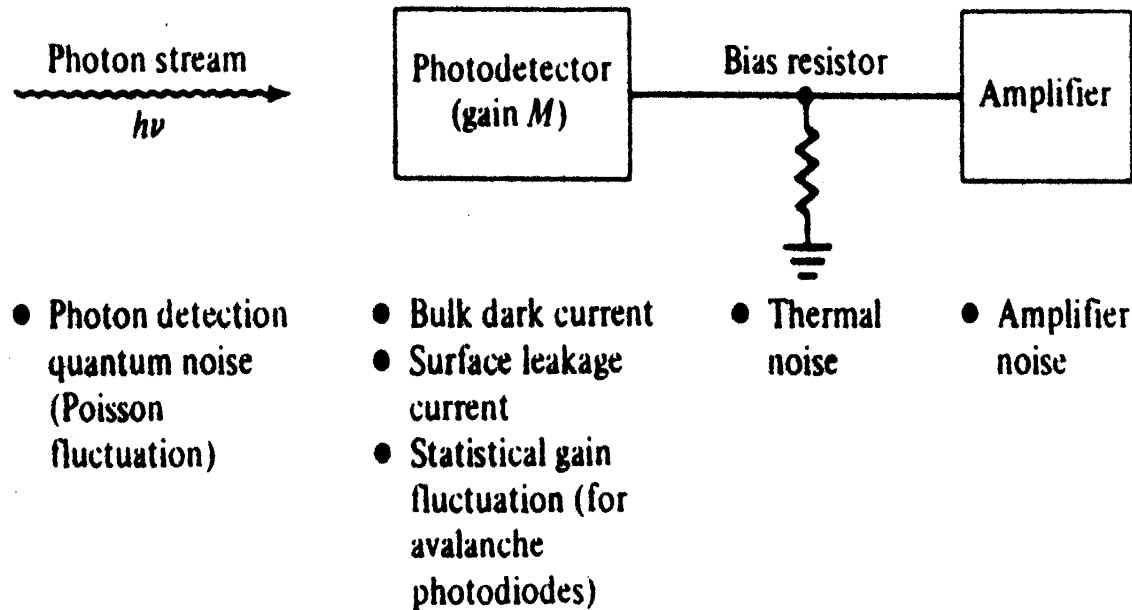 Photon stream
hν
Photodetector
(gain M)
Bias resistor
Amplifier
● Photon detection
quantum noise
(Poisson
fluctuation)
● Bulk dark current
● Surface leakage
current
● Statistical gain
fluctuation (for
avalanche
photodiodes)
● Thermal
noise
● Amplifier
noise